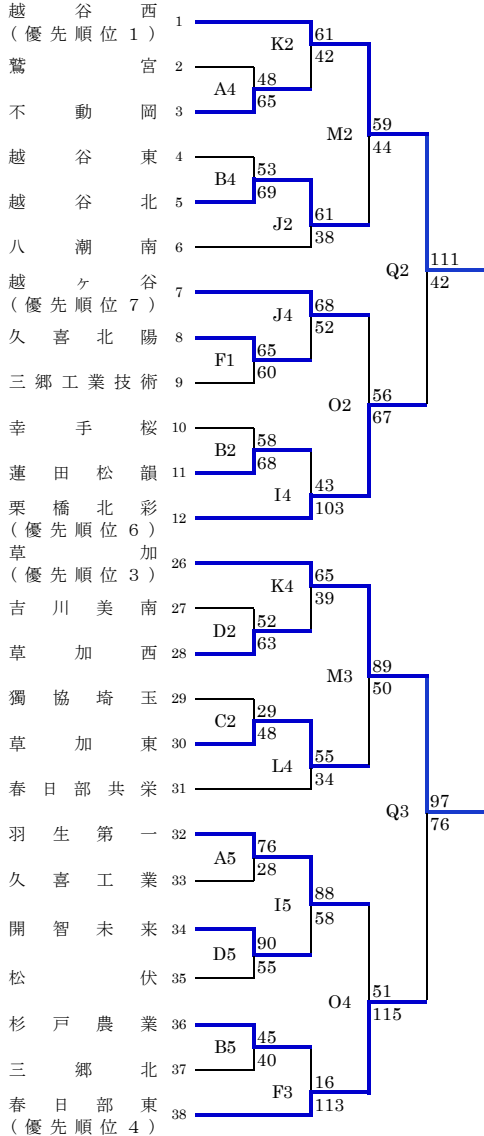 越谷西
(優先順位1) 1
鷲宮 2
不動岡 3
越谷東 4
越谷北 5
八潮南 6
越ヶ谷
(優先順位7) 7
久喜北陽 8
三郷工業技術 9
幸手桜 10
蓮田松韻 11
栗橋北彩
(優先順位6) 12
草加
(優先順位3) 26
吉川美南 27
草加西 28
獨協埼玉 29
草加東 30
春日部共栄 31
羽生第一 32
久喜工業 33
開智未来 34
松伏 35
杉戸農業 36
三郷北 37
春日部東
(優先順位4) 38
A4 48
65
B4 53
69
F1 65
60
B2 58
68
D2 52
63
C2 29
48
A5 76
28
D5 90
55
B5 45
40
K2 61
42
J2 61
38
J4 68
52
I4 43
103
K4 65
39
L4 55
34
I5 88
58
F3 16
113
M2 59
44
O2 56
67
M3 89
50
O4 51
115
Q2 111
42
Q3 97
76